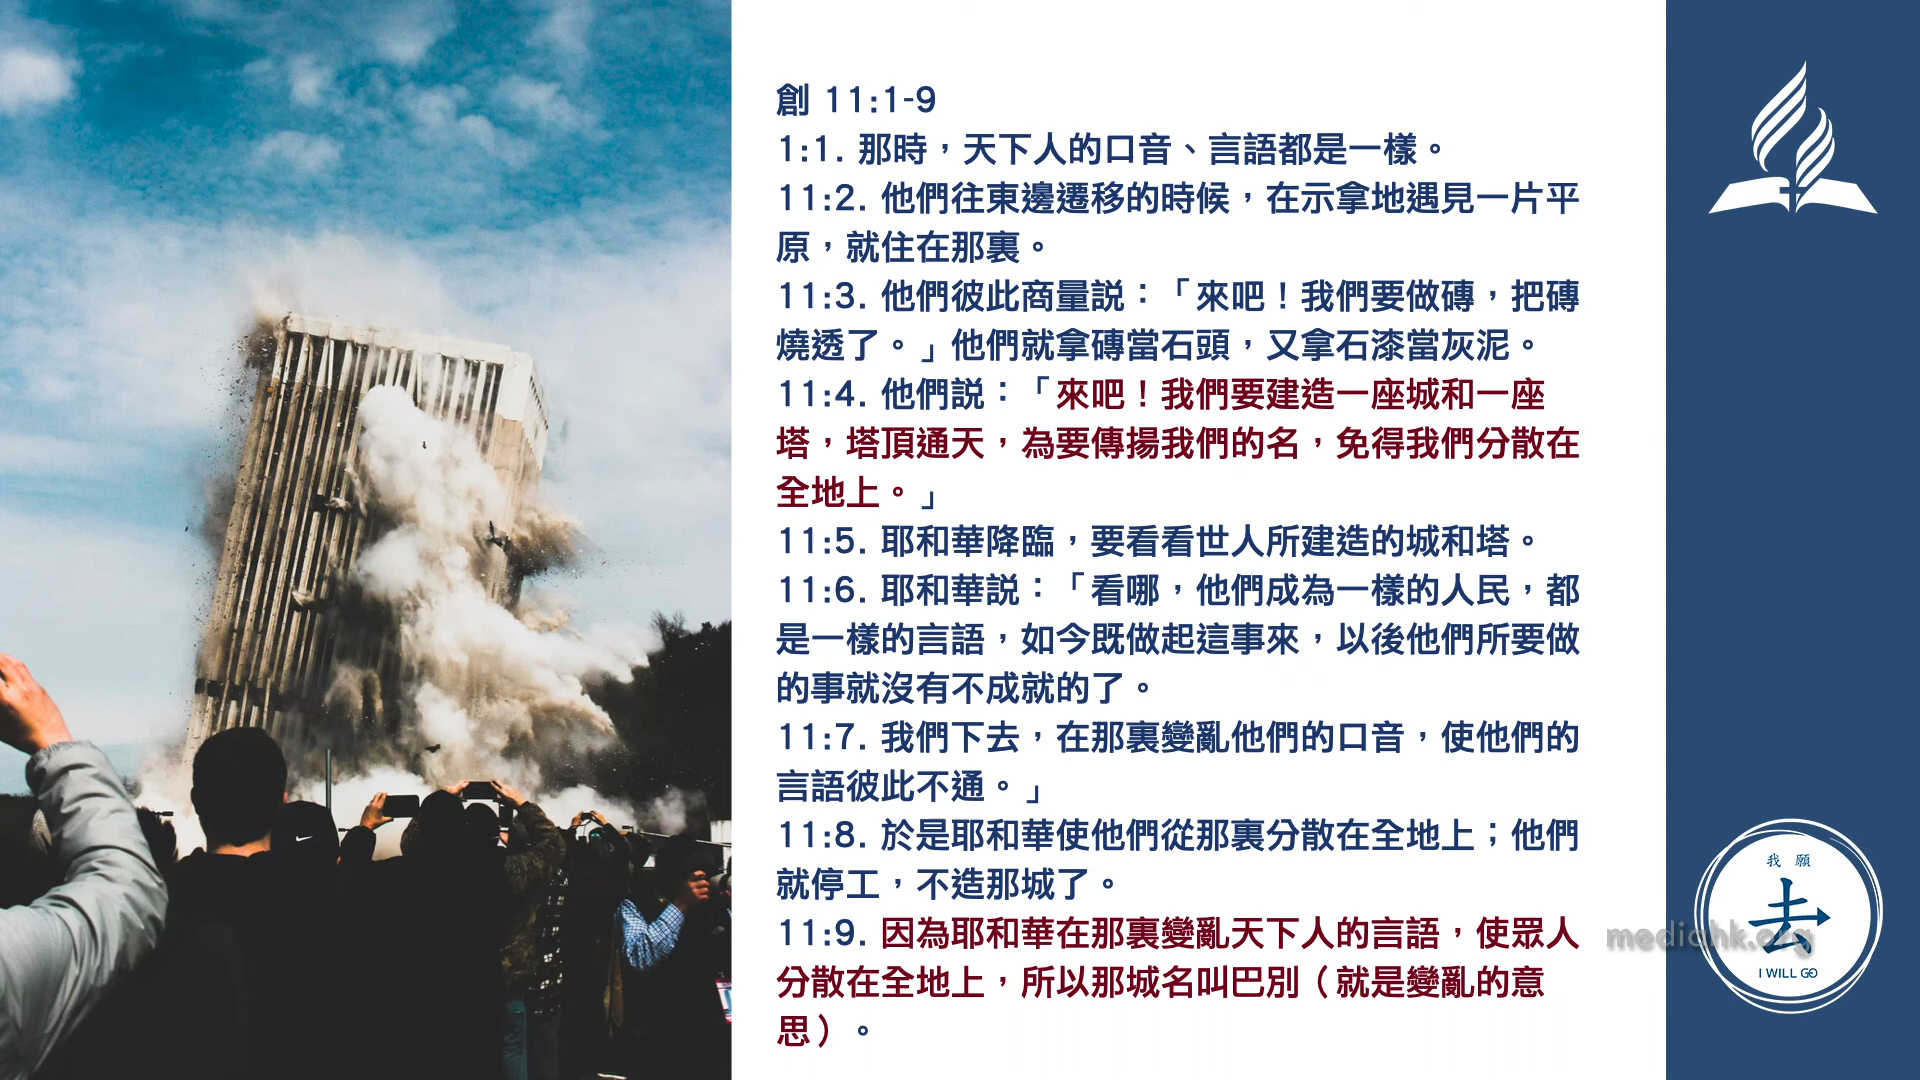 創 11:1-9
1:1. 那時，天下人的口音、言語都是一樣。
11:2. 他們往東邊遷移的時候，在示拿地遇見一片平
原，就住在那裏。
11:3. 他們彼此商量説：「來吧！我們要做磚，把磚
燒透了。」他們就拿磚當石頭，又拿石漆當灰泥。
11:4. 他們説：「來吧！我們要建造一座城和一座
塔，塔頂通天，為要傳揚我們的名，免得我們分散在
全地上。」
11:5. 耶和華降臨，要看看世人所建造的城和塔。
11:6. 耶和華説：「看哪，他們成為一樣的人民，都
是一樣的言語，如今既做起這事來，以後他們所要做
的事就沒有不成就的了。
11:7. 我們下去，在那裏變亂他們的口音，使他們的
言語彼此不通。」
11:8. 於是耶和華使他們從那裏分散在全地上；他們
就停工，不造那城了。
11:9. 因為耶和華在那裏變亂天下人的言語，使眾人
分散在全地上，所以那城名叫巴別（就是變亂的意
思）。
我 願
去
mediahk.org
I WILL GO